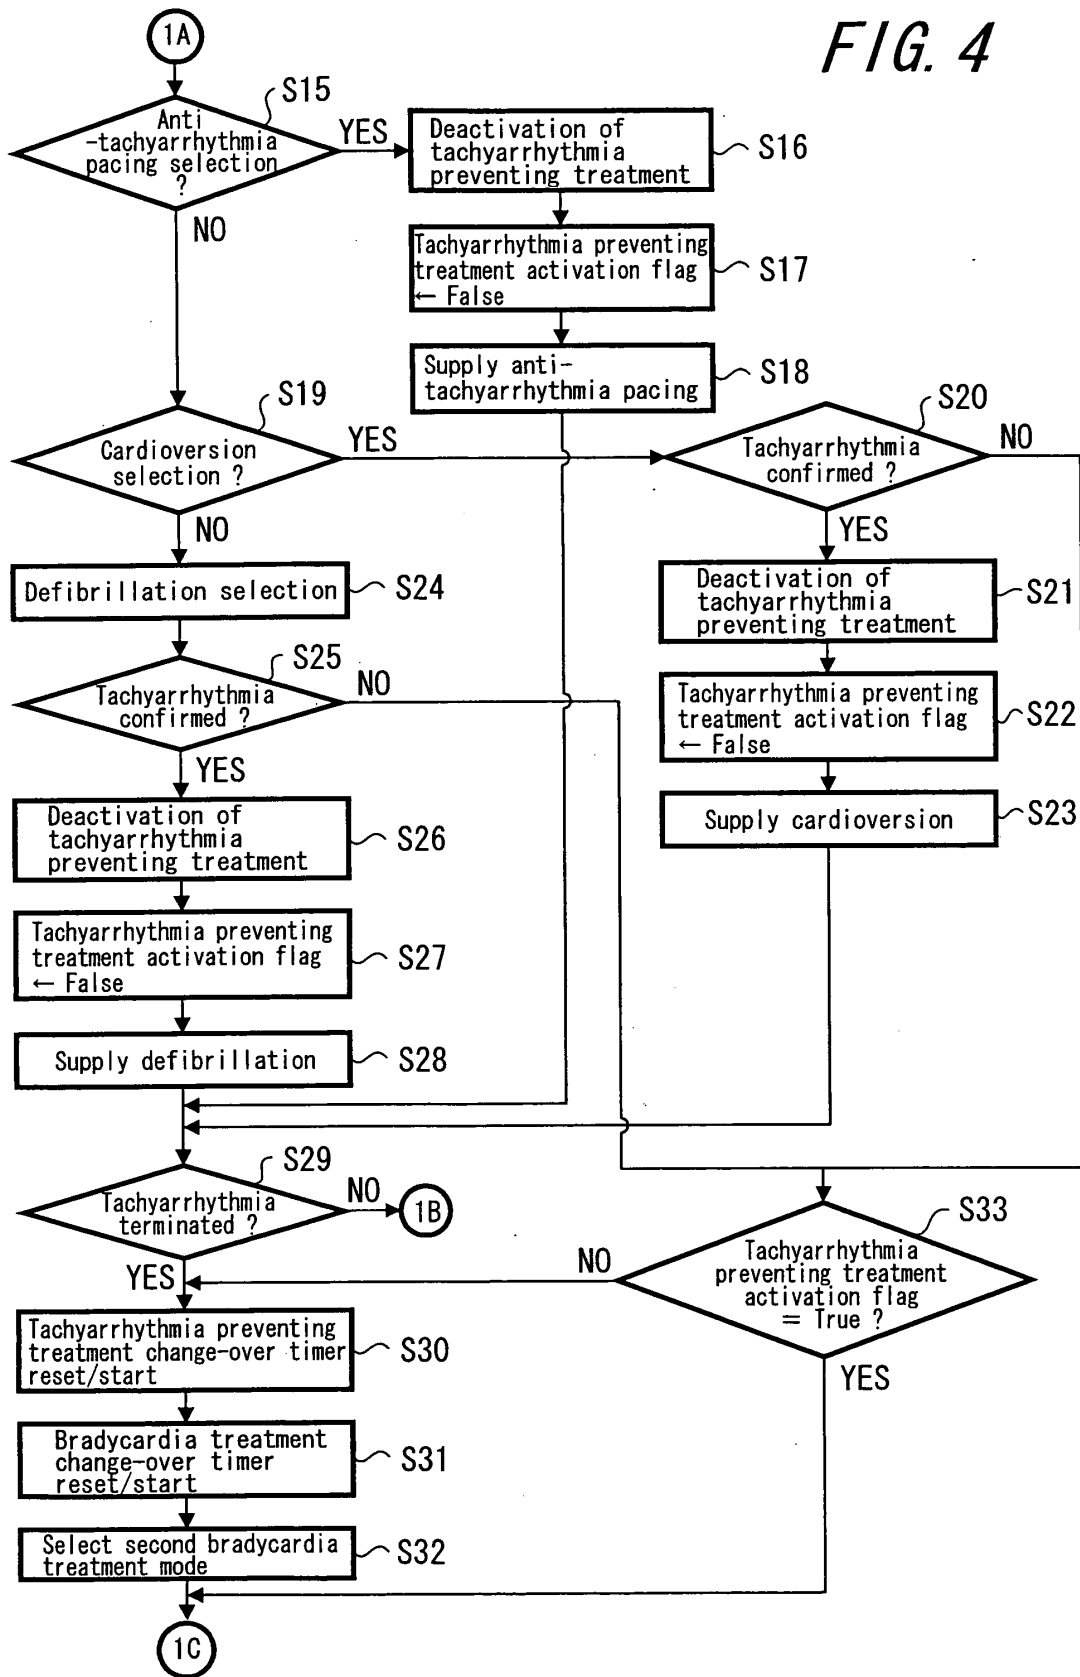 FIG. 4
1A
S15
Anti
-tachyarrhythmia
pacing selection
?
YES
NO
Deactivation of
tachyarrhythmia
preventing treatment
S16
Tachyarrhythmia preventing
treatment activation flag
← False
S17
Supply anti-
tachyarrhythmia pacing
S18
S19
Cardioversion
selection ?
YES
NO
S20
Tachyarrhythmia
confirmed ?
NO
YES
Deactivation of
tachyarrhythmia
preventing treatment
S21
Tachyarrhythmia preventing
treatment activation flag
← False
S22
Supply cardioversion
S23
Defibrillation selection
S24
S25
Tachyarrhythmia
confirmed ?
NO
YES
Deactivation of
tachyarrhythmia
preventing treatment
S26
Tachyarrhythmia preventing
treatment activation flag
← False
S27
Supply defibrillation
S28
S29
Tachyarrhythmia
terminated ?
NO
1B
YES
S33
Tachyarrhythmia
preventing treatment
activation flag
= True ?
NO
YES
Tachyarrhythmia preventing
treatment change-over timer
reset/start
S30
Bradycardia treatment
change-over timer
reset/start
S31
Select second bradycardia
treatment mode
S32
1C